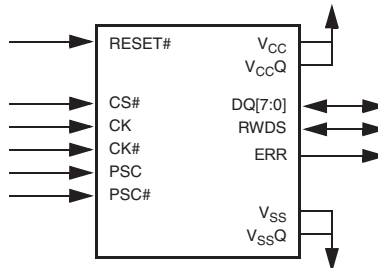 RESET#
CS#
CK
CK#
PSC
PSC#
VCC
VCCQ
DQ[7:0]
RWDS
ERR
VSS
VSSQ